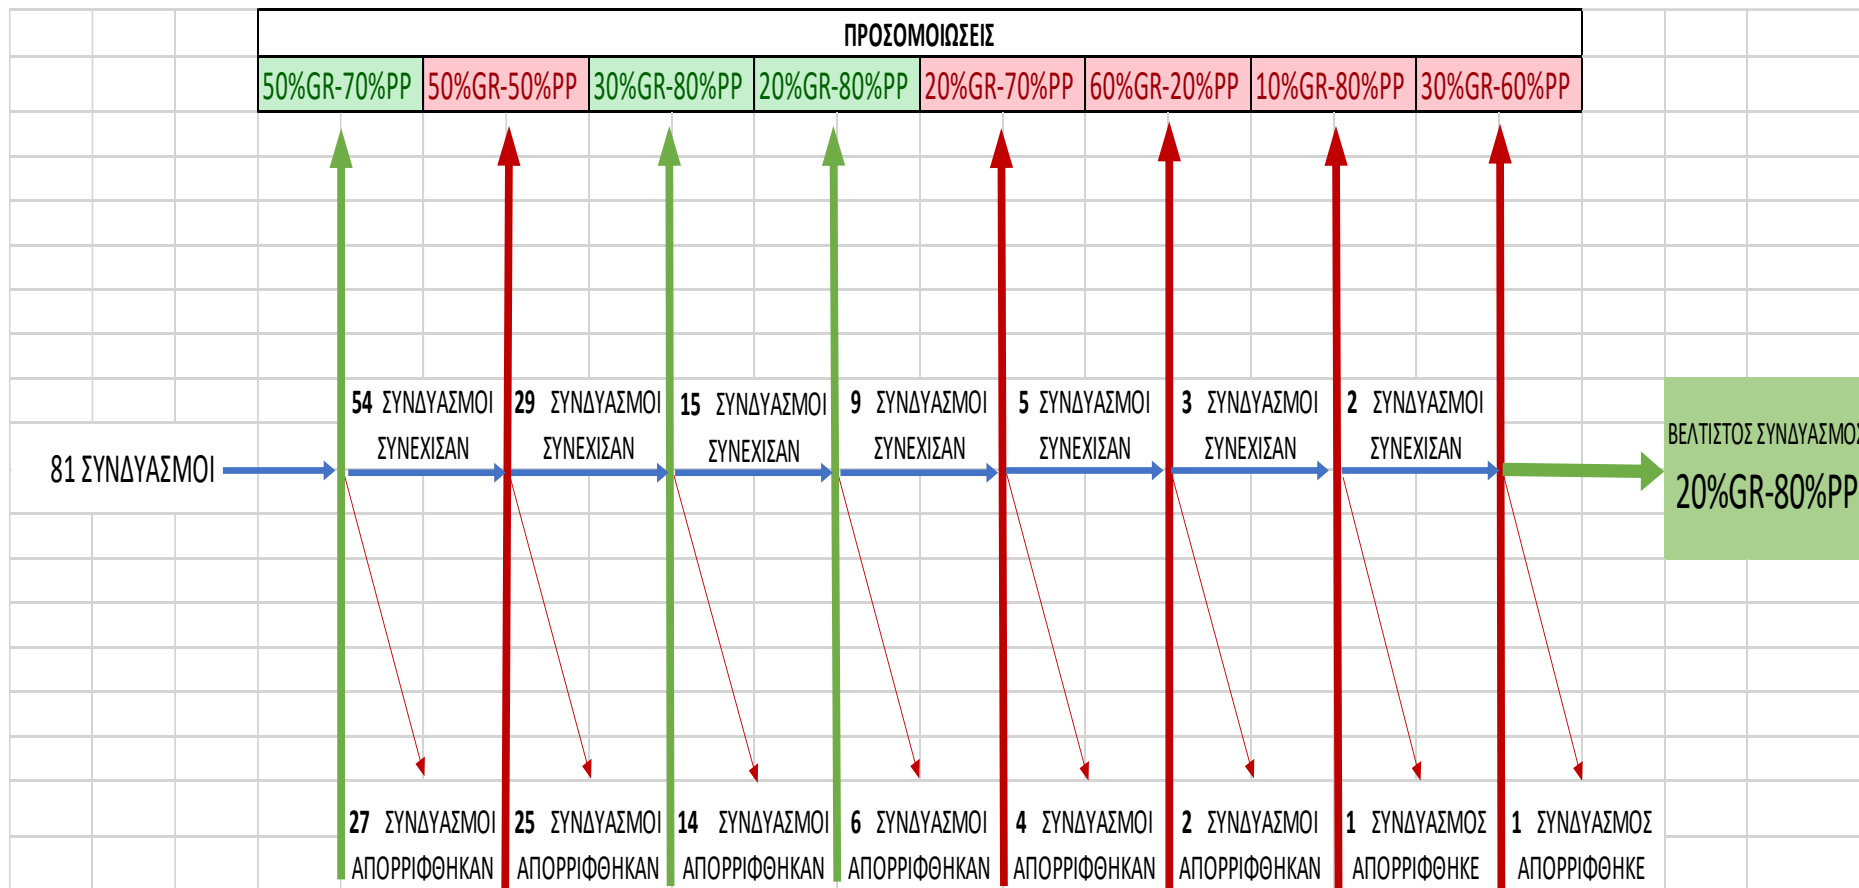 ΠΡΟΣΟΜΟΙΩΣΕΙΣ
50%GR-70%PP 50%GR-50%PP 30%GR-80%PP 20%GR-80%PP 20%GR-70%PP 60%GR-20%PP 10%GR-80%PP 30%GR-60%PP
54 ΣΥΝΔΥΑΣΜΟΙ
ΣΥΝΕΧΙΣΑΝ
29 ΣΥΝΔΥΑΣΜΟΙ
ΣΥΝΕΧΙΣΑΝ
15 ΣΥΝΔΥΑΣΜΟΙ
ΣΥΝΕΧΙΣΑΝ
9 ΣΥΝΔΥΑΣΜΟΙ
ΣΥΝΕΧΙΣΑΝ
5 ΣΥΝΔΥΑΣΜΟΙ
ΣΥΝΕΧΙΣΑΝ
3 ΣΥΝΔΥΑΣΜΟΙ
ΣΥΝΕΧΙΣΑΝ
2 ΣΥΝΔΥΑΣΜΟΙ
ΣΥΝΕΧΙΣΑΝ
81 ΣΥΝΔΥΑΣΜΟΙ
ΒΕΛΤΙΣΤΟΣ ΣΥΝΔΥΑΣΜΟΣ
20%GR-80%PP
27 ΣΥΝΔΥΑΣΜΟΙ
ΑΠΟΡΡΙΦΘΗΚΑΝ
25 ΣΥΝΔΥΑΣΜΟΙ
ΑΠΟΡΡΙΦΘΗΚΑΝ
14 ΣΥΝΔΥΑΣΜΟΙ
ΑΠΟΡΡΙΦΘΗΚΑΝ
6 ΣΥΝΔΥΑΣΜΟΙ
ΑΠΟΡΡΙΦΘΗΚΑΝ
4 ΣΥΝΔΥΑΣΜΟΙ
ΑΠΟΡΡΙΦΘΗΚΑΝ
2 ΣΥΝΔΥΑΣΜΟΙ
ΑΠΟΡΡΙΦΘΗΚΑΝ
1 ΣΥΝΔΥΑΣΜΟΣ
ΑΠΟΡΡΙΦΘΗΚΕ
1 ΣΥΝΔΥΑΣΜΟΣ
ΑΠΟΡΡΙΦΘΗΚΕ